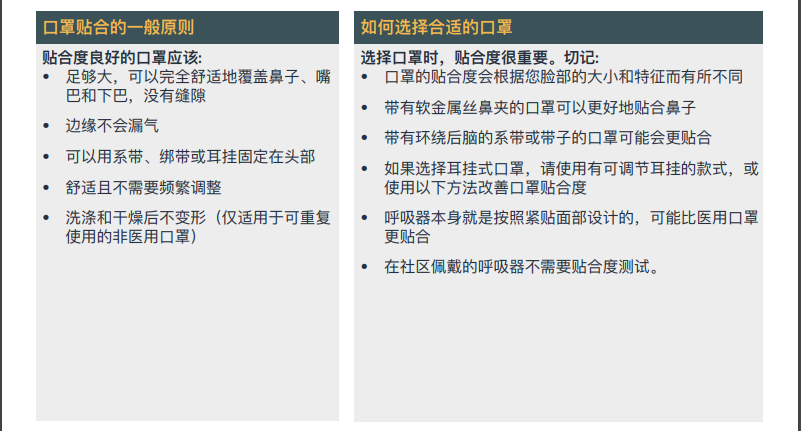 口罩贴合的一般原则
贴合度良好的口罩应该:
• 足够大，可以完全舒适地覆盖鼻子、嘴
巴和下巴，没有缝隙
• 边缘不会漏气
• 可以用系带、绑带或耳挂固定在头部
• 舒适且不需要频繁调整
• 洗涤和干燥后不变形（仅适用于可重复
使用的非医用口罩）
如何选择合适的口罩
选择口罩时，贴合度很重要。切记:
• 口罩的贴合度会根据您脸部的大小和特征而有所不同
• 带有软金属丝鼻夹的口罩可以更好地贴合鼻子
• 带有环绕后脑的系带或带子的口罩可能会更贴合
• 如果选择耳挂式口罩，请使用有可调节耳挂的款式，或
使用以下方法改善口罩贴合度
• 呼吸器本身就是按照紧贴面部设计的，可能比医用口罩
更贴合
• 在社区佩戴的呼吸器不需要贴合度测试。